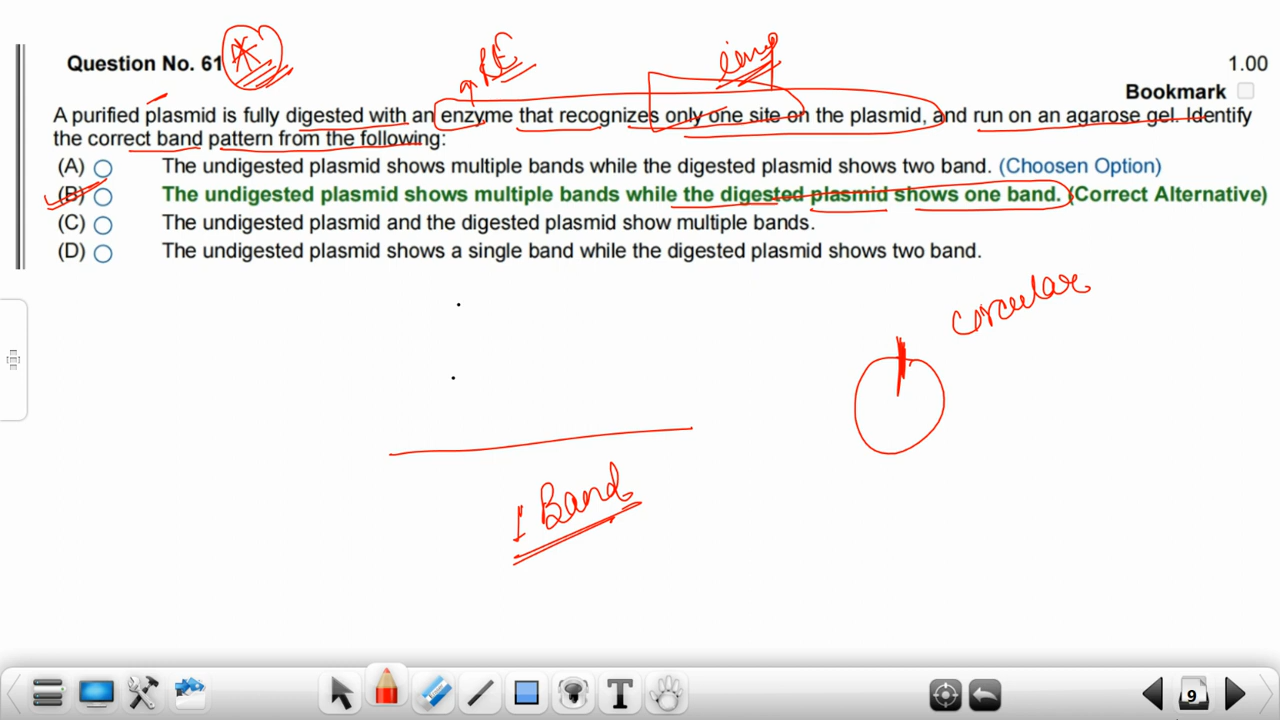 Question No. 61
1.00
RE
imp
Bookmark
A purified plasmid is fully digested with an enzyme that recognizes only one site on the plasmid, and run on an agarose gel. Identify
the correct band pattern from the following:
(A) The undigested plasmid shows multiple bands while the digested plasmid shows two band. (Choosen Option)
(B) The undigested plasmid shows multiple bands while the digested plasmid shows one band. (Correct Alternative)
(C) The undigested plasmid and the digested plasmid show multiple bands.
(D) The undigested plasmid shows a single band while the digested plasmid shows two band.
circular
1 Band
T
9